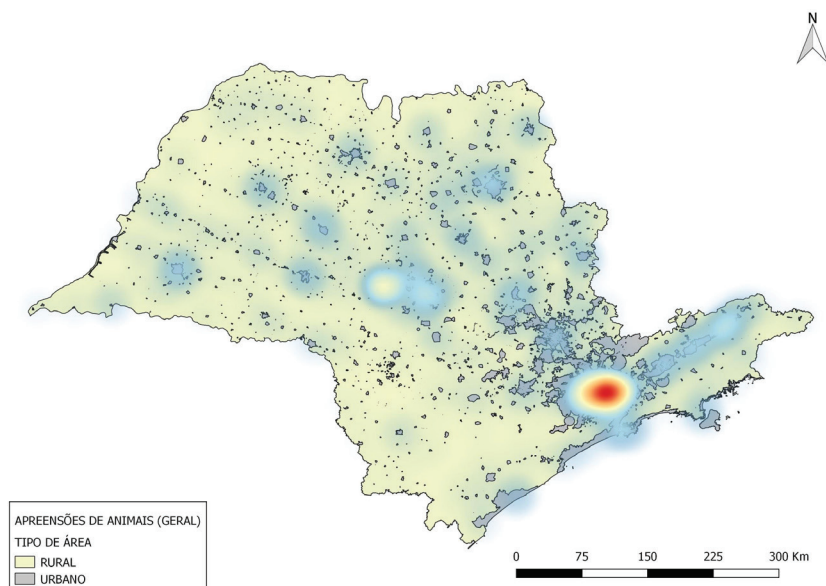 N
APREENSÕES DE ANIMAIS (GERAL)
TIPO DE ÁREA
RURAL
URBANO
0 75 150 225 300 Km